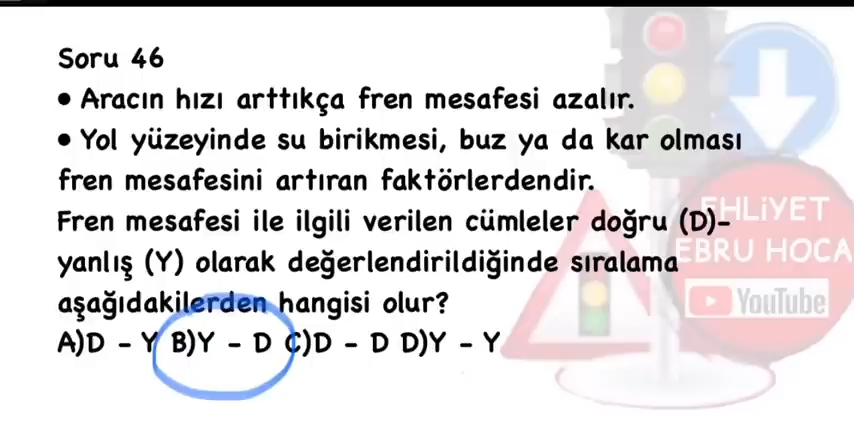 Soru 46
• Aracın hızı arttıkça fren mesafesi azalır.
• Yol yüzeyinde su birikmesi, buz ya da kar olması
fren mesafesini artıran faktörlerdendir.
Fren mesafesi ile ilgili verilen cümleler doğru (D)-
yanlış (Y) olarak değerlendirildiğinde sıralama
aşağıdakilerden hangisi olur?
A)D - Y B)Y - D C)D - D D)Y - Y
EHLİYET
EBRU HOCA
YouTube